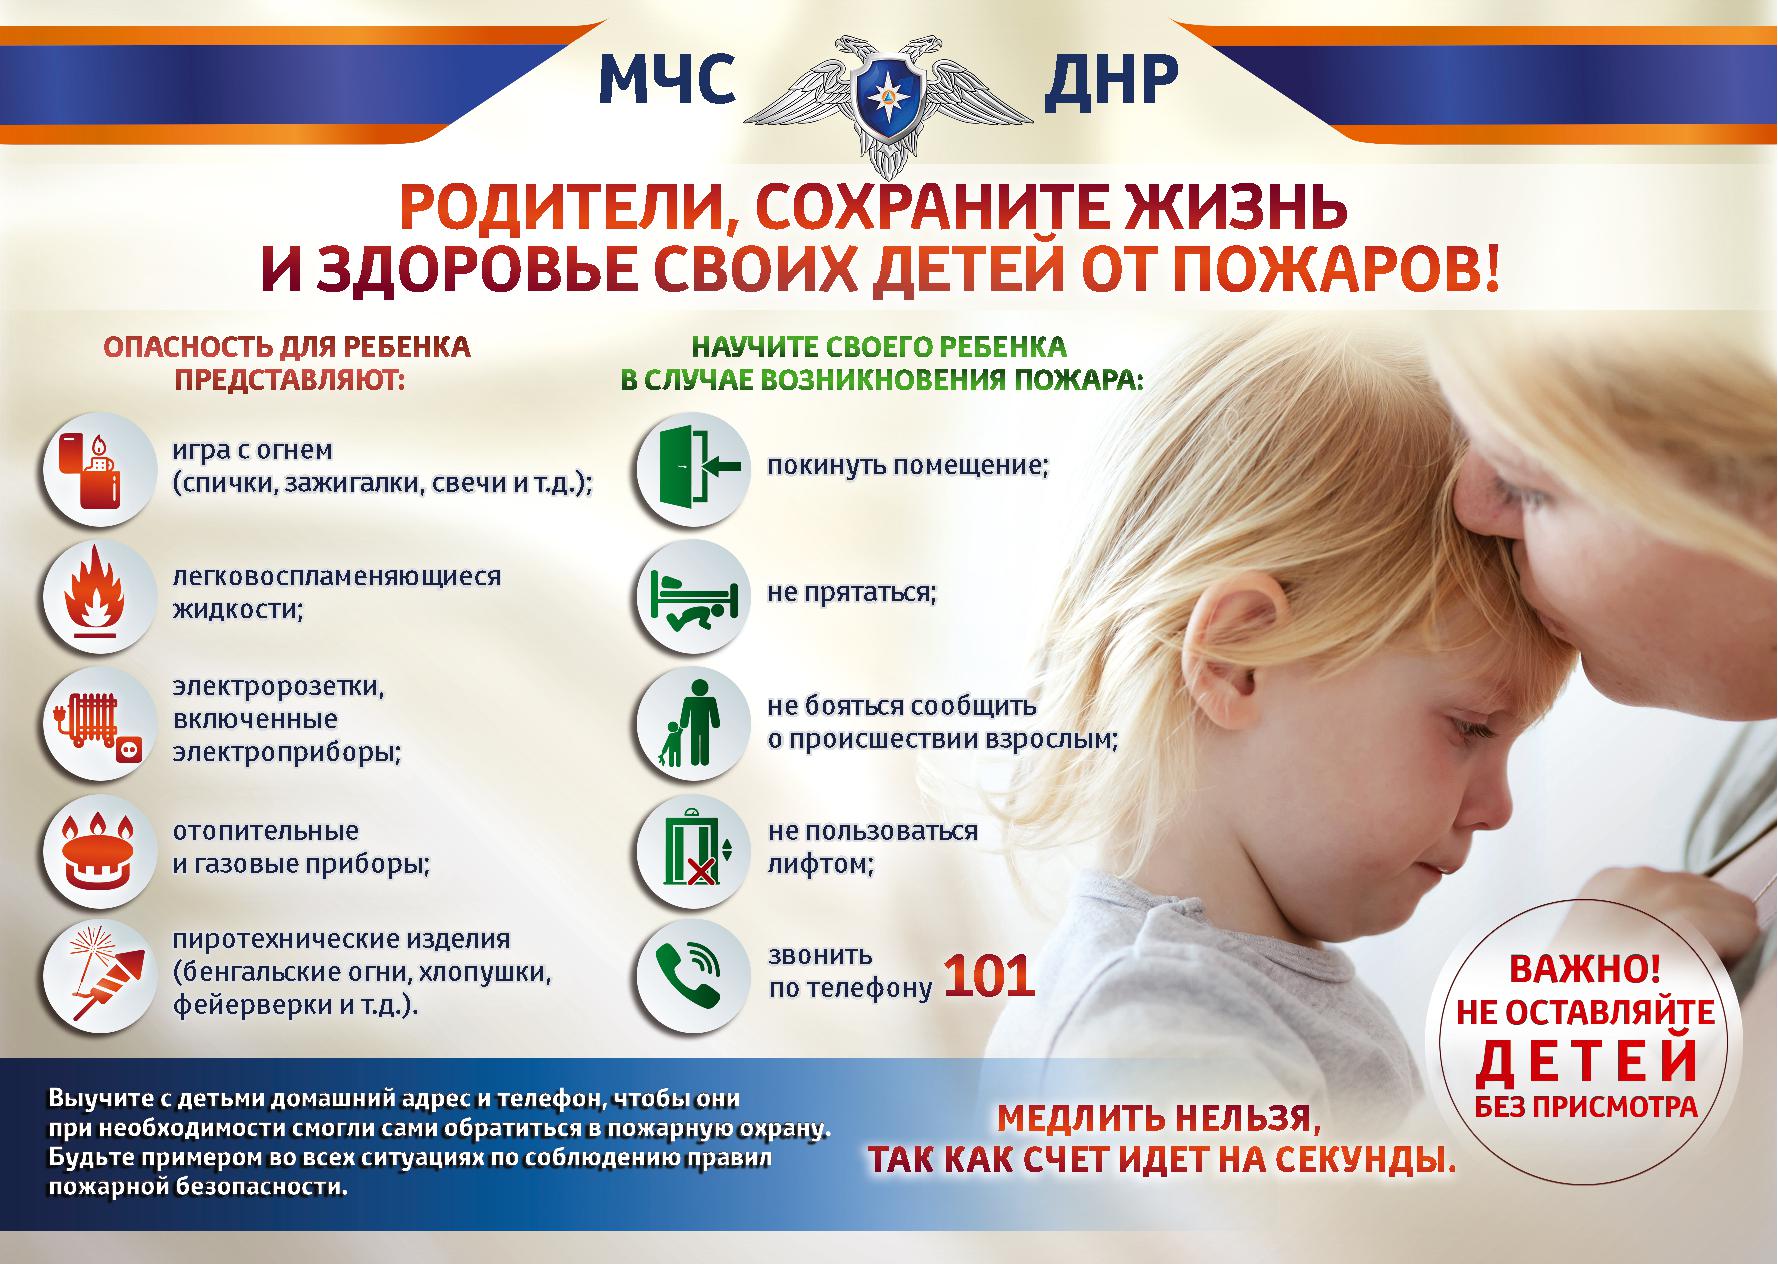 МЧС ДНР
РОДИТЕЛИ, СОХРАНИТЕ ЖИЗНЬ
И ЗДОРОВЬЕ СВОИХ ДЕТЕЙ ОТ ПОЖАРОВ!
ОПАСНОСТЬ ДЛЯ РЕБЕНКА
ПРЕДСТАВЛЯЮТ:
игра с огнем
(спички, зажигалки, свечи и т.д.);
легковоспламеняющиеся
жидкости;
электророзетки,
включенные
электроприборы;
отопительные
и газовые приборы;
пиротехнические изделия
(бенгальские огни, хлопушки,
фейерверки и т.д.).
НАУЧИТЕ СВОЕГО РЕБЕНКА
В СЛУЧАЕ ВОЗНИКНОВЕНИЯ ПОЖАРА:
покинуть помещение;
не прятаться;
не бояться сообщить
о происшествии взрослым;
не пользоваться
лифтом;
звонить
по телефону 101
Выучите с детьми домашний адрес и телефон, чтобы они
при необходимости смогли сами обратиться в пожарную охрану.
Будьте примером во всех ситуациях по соблюдению правил
пожарной безопасности.
МЕДЛИТЬ НЕЛЬЗЯ,
ТАК КАК СЧЕТ ИДЕТ НА СЕКУНДЫ.
ВАЖНО!
НЕ ОСТАВЛЯЙТЕ
ДЕТЕЙ
БЕЗ ПРИСМОТРА